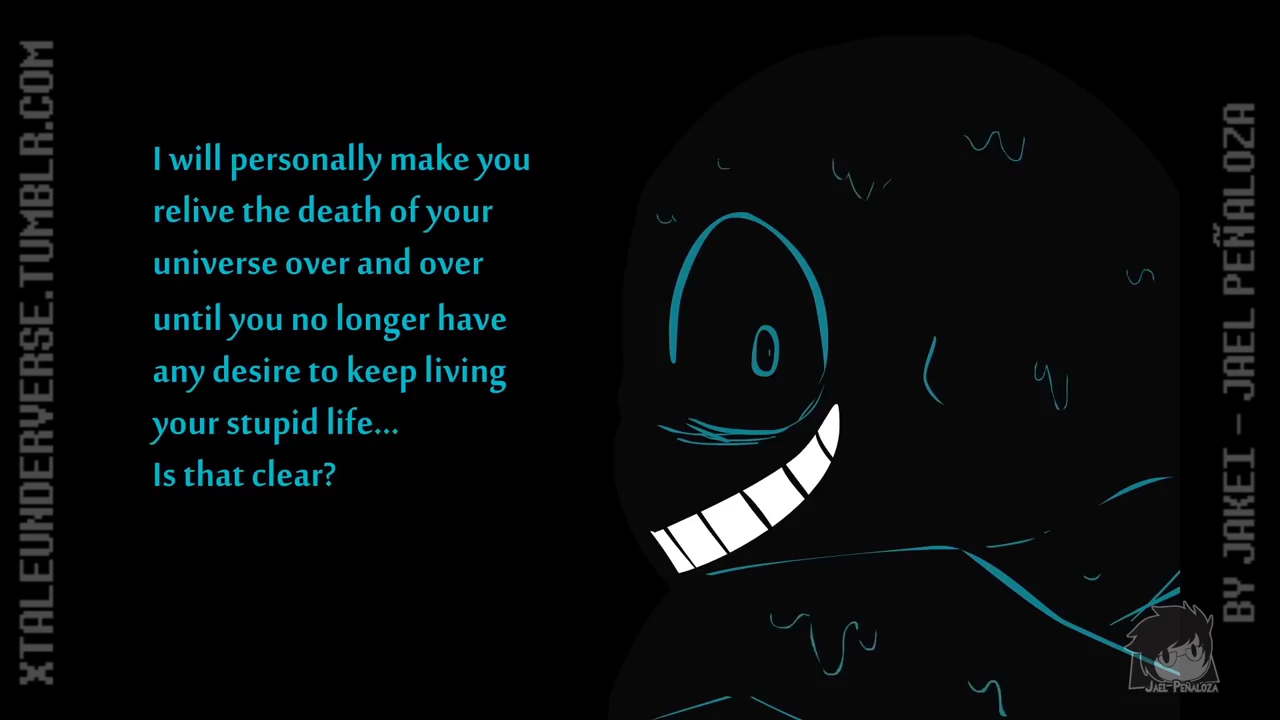 XTALEUNDERVERSE.TUMBLR.COM
I will personally make you
relive the death of your
universe over and over
until you no longer have
any desire to keep living
your stupid life...
Is that clear?
BY JAKEI - JAEL PEÑALOZA
JAEL-PEÑALOZA